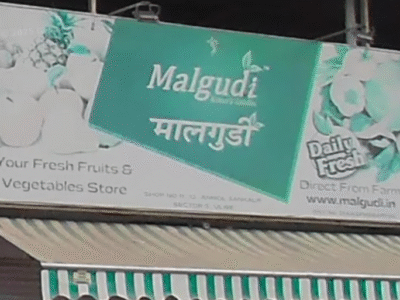 Malgudi
मालगुडी
Your Fresh Fruits &
Vegetables Store
Daily
Fresh
Direct From Farm
www.malgudi.in